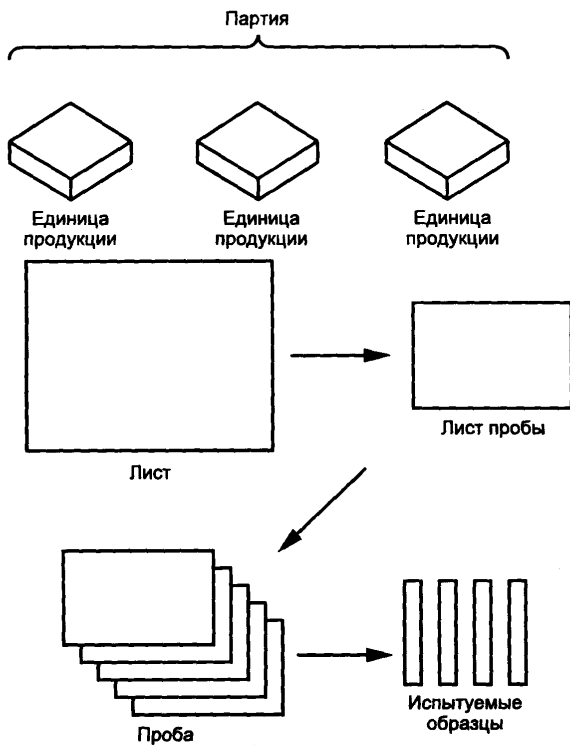 Партия
Единица
продукции
Единица
продукции
Единица
продукции
Лист
Лист пробы
Проба
Испытуемые
образцы